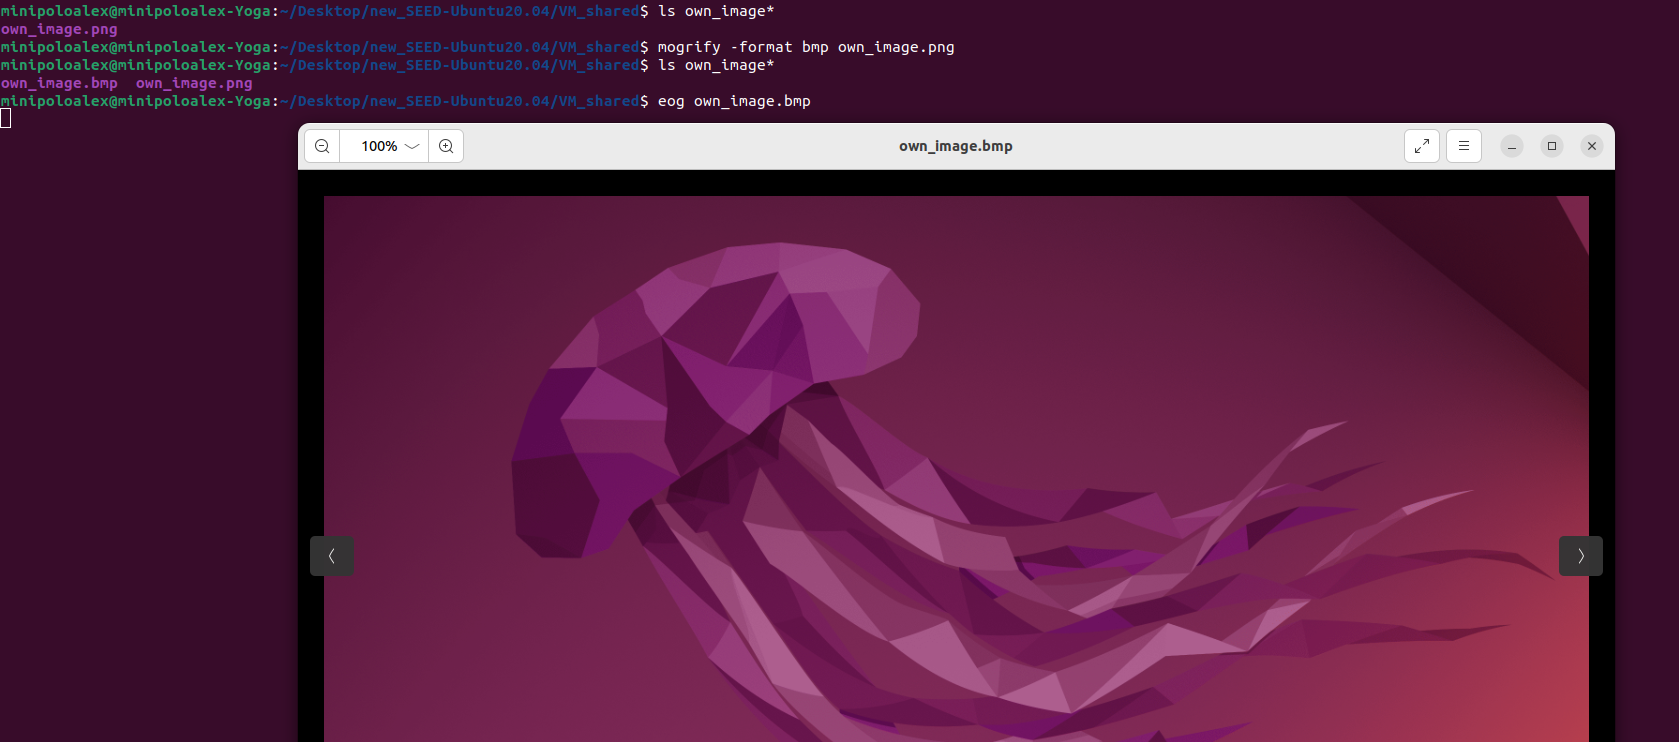 minipoloalex@minipoloalex-Yoga:~/Desktop/new_SEED-Ubuntu20.04/VM_shared$ ls own_image*
own_image.png
minipoloalex@minipoloalex-Yoga:~/Desktop/new_SEED-Ubuntu20.04/VM_shared$ mogrify -format bmp own_image.png
minipoloalex@minipoloalex-Yoga:~/Desktop/new_SEED-Ubuntu20.04/VM_shared$ ls own_image*
own_image.bmp  own_image.png
minipoloalex@minipoloalex-Yoga:~/Desktop/new_SEED-Ubuntu20.04/VM_shared$ eog own_image.bmp
100%
own_image.bmp